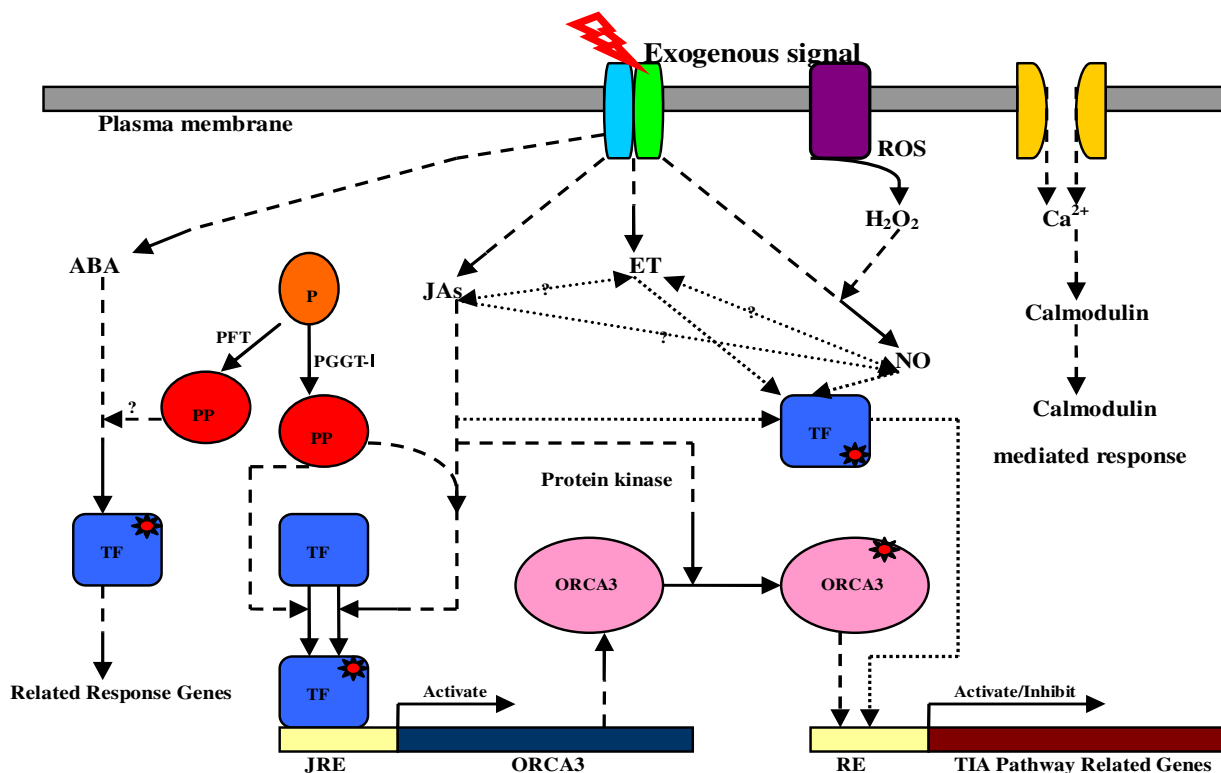 Exogenous signal
Plasma membrane
ROS
H₂O₂
Ca²⁺
ABA
ET
JAs
P
?
?
?
PFT
PGGT-I
NO
Calmodulin
PP
?
PP
TF
Calmodulin
mediated response
Protein kinase
TF
TF
ORCA3
ORCA3
TF
Related Response Genes
Activate
Activate/Inhibit
JRE
ORCA3
RE
TIA Pathway Related Genes